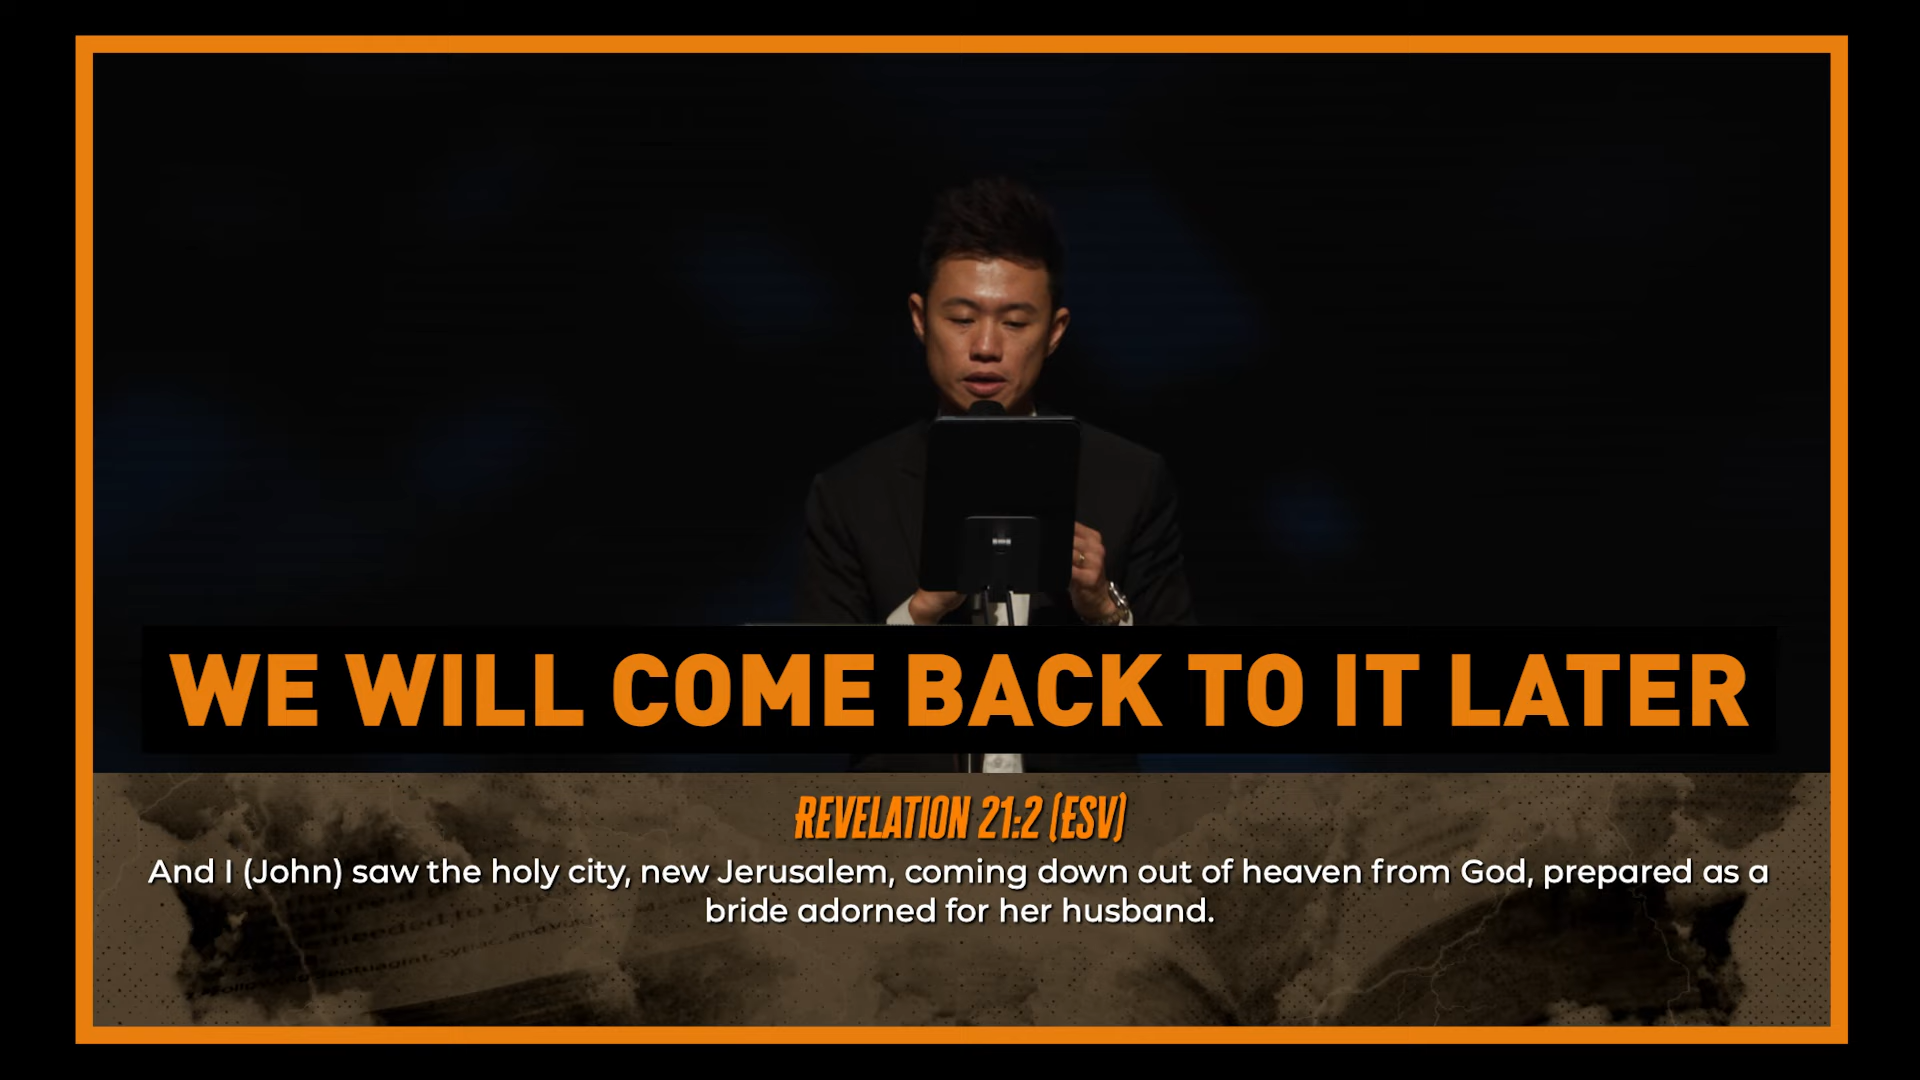 WE WILL COME BACK TO IT LATER
REVELATION 21:2 (ESV)
And I (John) saw the holy city, new Jerusalem, coming down out of heaven from God, prepared as a
bride adorned for her husband.